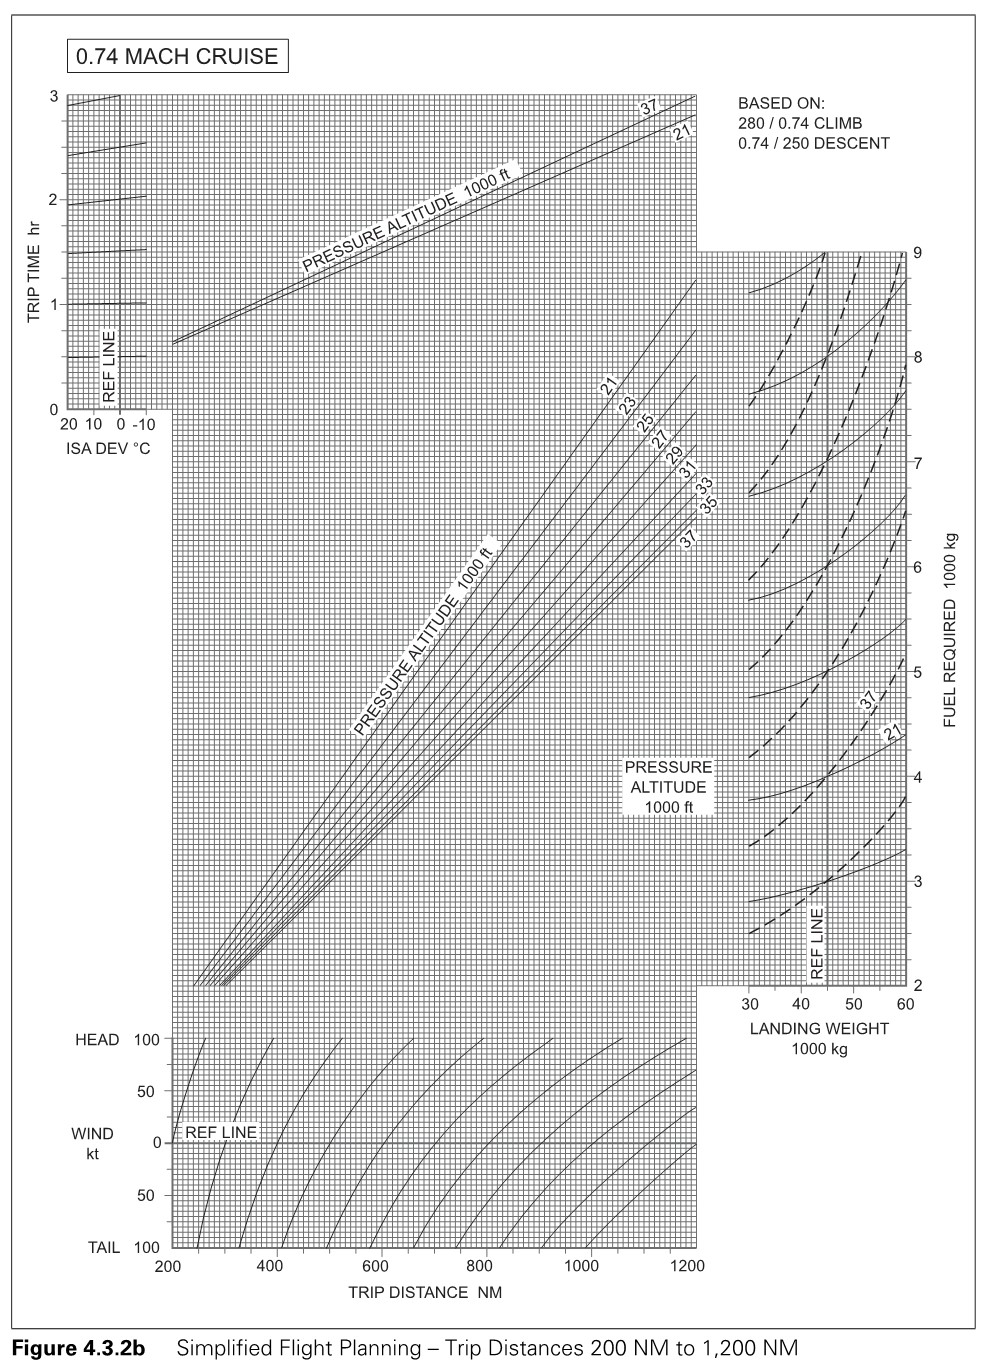 0.74 MACH CRUISE
BASED ON:
280 / 0.74 CLIMB
0.74 / 250 DESCENT
3
2
1
0
TRIP TIME hr
REF LINE
20 10 0 -10
ISA DEV °C
37
21
PRESSURE ALTITUDE 1000 ft
21
23
25
27
29
31
33
35
37
PRESSURE ALTITUDE 1000 ft
9
8
7
6
5
4
3
2
FUEL REQUIRED 1000 kg
37
21
PRESSURE
ALTITUDE
1000 ft
REF LINE
30 40 50 60
LANDING WEIGHT
1000 kg
HEAD 100
50
WIND 0
kt
50
TAIL 100
REF LINE
200 400 600 800 1000 1200
TRIP DISTANCE NM
Figure 4.3.2b Simplified Flight Planning – Trip Distances 200 NM to 1,200 NM